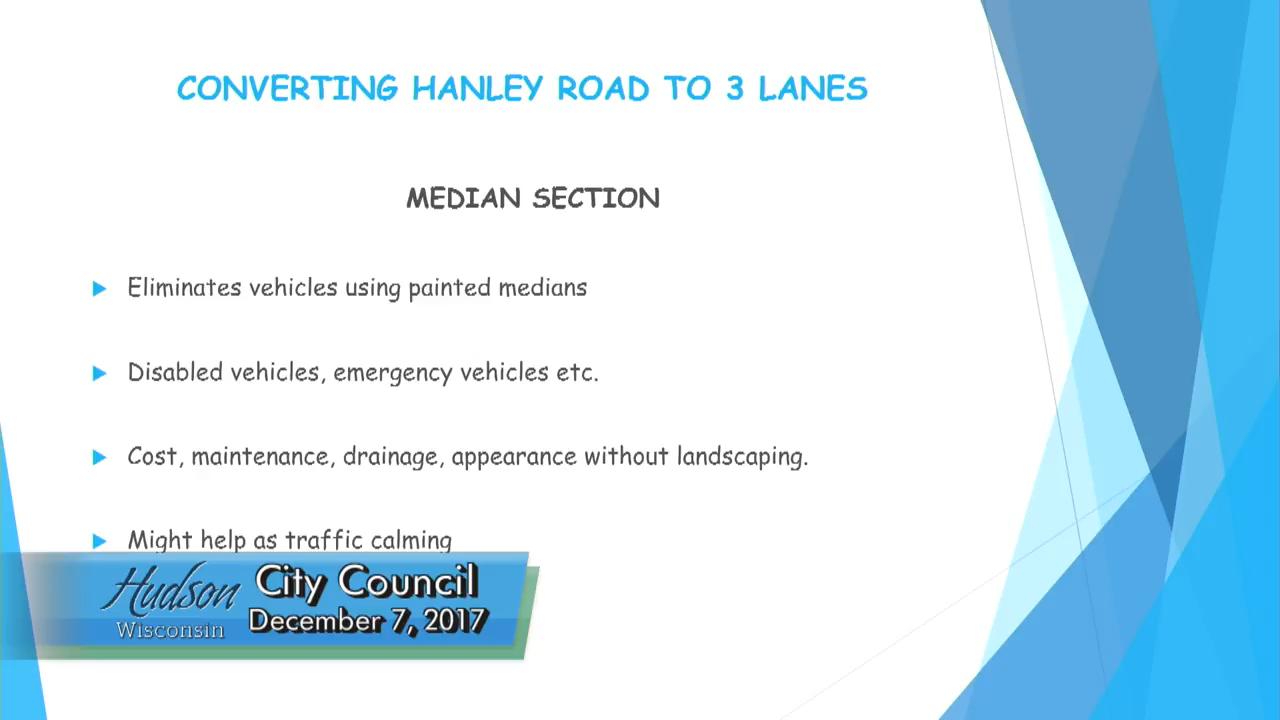 CONVERTING HANLEY ROAD TO 3 LANES
MEDIAN SECTION
Eliminates vehicles using painted medians
Disabled vehicles, emergency vehicles etc.
Cost, maintenance, drainage, appearance without landscaping.
Might help as traffic calming
Hudson
Wisconsin
City Council
December 7, 2017